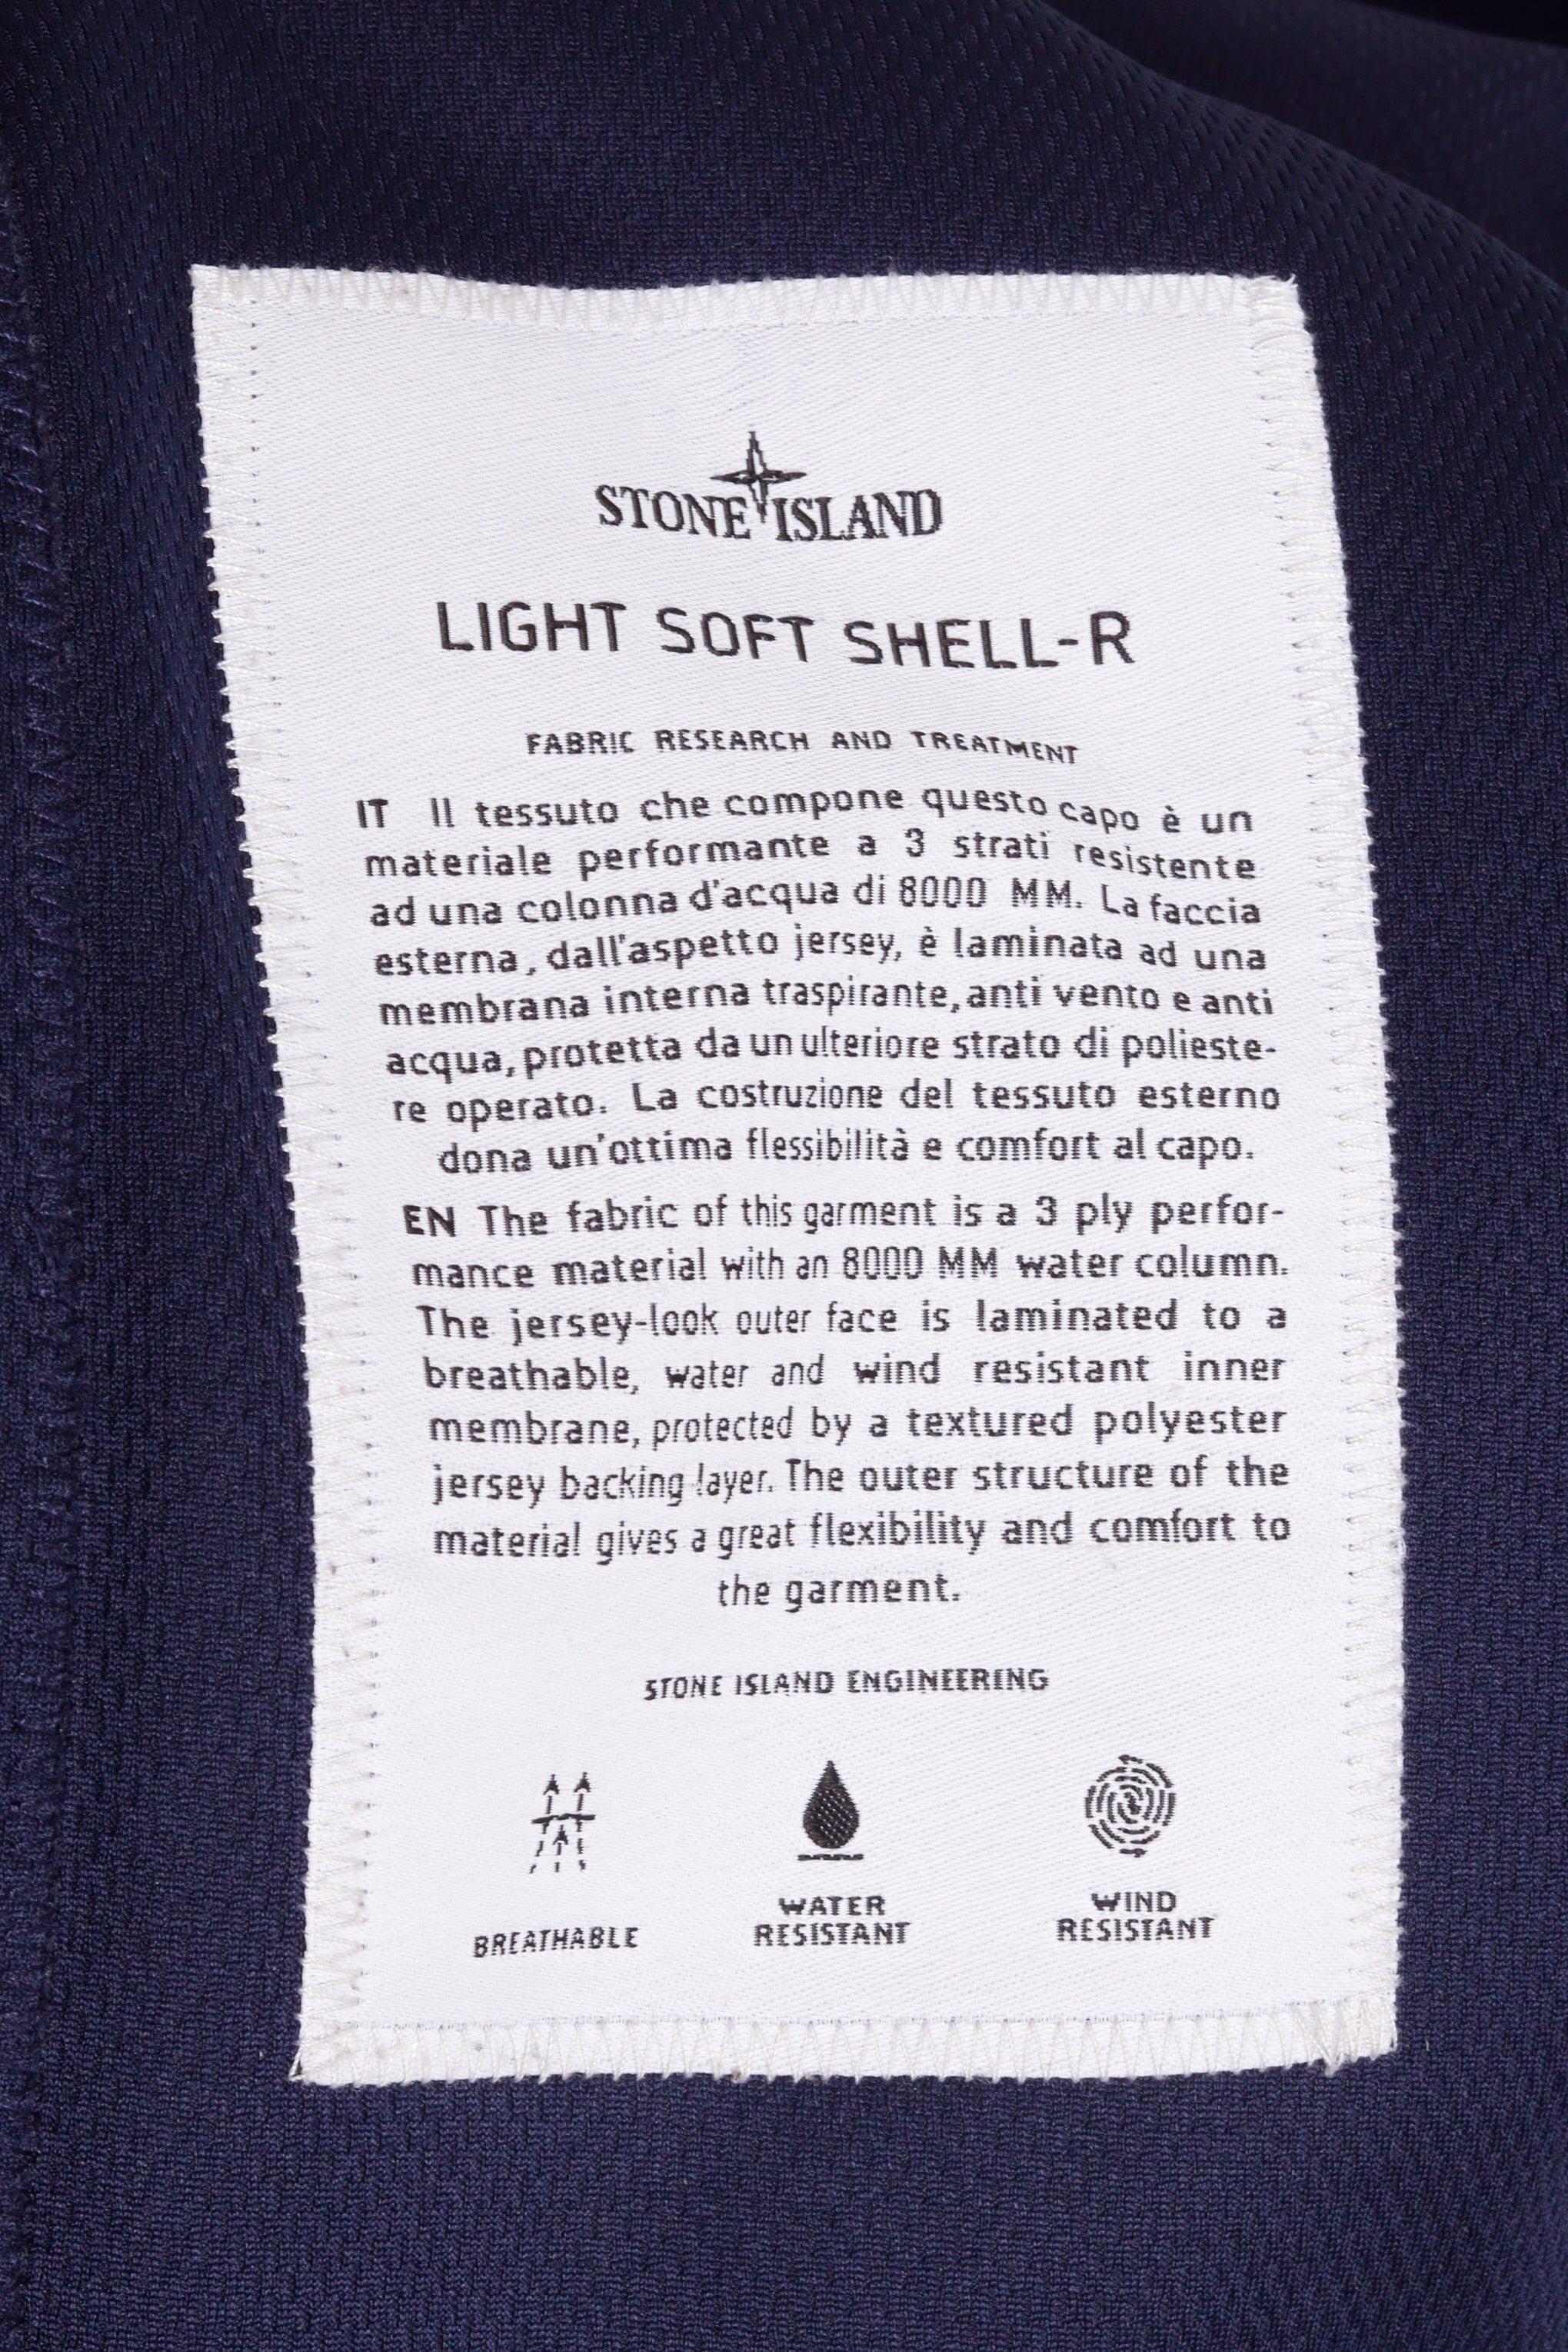 STONE ISLAND
LIGHT SOFT SHELL-R
FABRIC RESEARCH AND TREATMENT
IT Il tessuto che compone questo capo è un
materiale performante a 3 strati resistente
ad una colonna d'acqua di 8000 MM. La faccia
esterna, dall'aspetto jersey, è laminata ad una
membrana interna traspirante, anti vento e anti
acqua, protetta da un ulteriore strato di polieste-
re operato. La costruzione del tessuto esterno
dona un'ottima flessibilità e comfort al capo.
EN The fabric of this garment is a 3 ply perfor-
mance material with an 8000 MM water column.
The jersey-look outer face is laminated to a
breathable, water and wind resistant inner
membrane, protected by a textured polyester
jersey backing layer. The outer structure of the
material gives a great flexibility and comfort to
the garment.
STONE ISLAND ENGINEERING
BREATHABLE
WATER
RESISTANT
WIND
RESISTANT